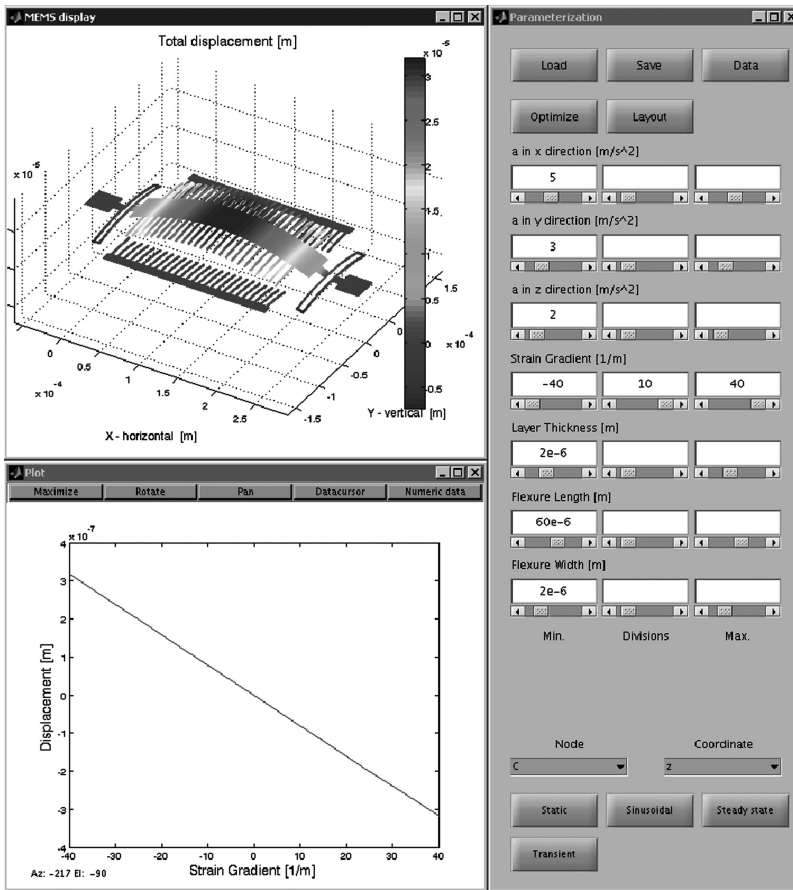 MEMS display
Total displacement [m]
x 10^-5
3
2.5
2
1.5
1
0.5
0
-0.5
x 10^-5
0
0.5
1
1.5
2
2.5
x 10^-4
X - horizontal [m]
-1.5
-1
0
0
1.5
x 10^-4
Y - vertical [m]
Plot
Maximize Rotate Pan Datacursor Numeric data
x 10^-7
4
3
2
1
0
-1
-2
-3
-4
Displacement [m]
-40 -30 -20 -10 0 10 20 30 40
Strain Gradient [1/m]
Az: -217 El: -90
Parameterization
Load Save Data
Optimize Layout
a in x direction [m/s^2]
5
a in y direction [m/s^2]
3
a in z direction [m/s^2]
2
Strain Gradient [1/m]
-40 10 40
Layer Thickness [m]
2e-6
Flexure Length [m]
60e-6
Flexure Width [m]
2e-6
Min. Divisions Max.
Node Coordinate
C z
Static Sinusoidal Steady state
Transient